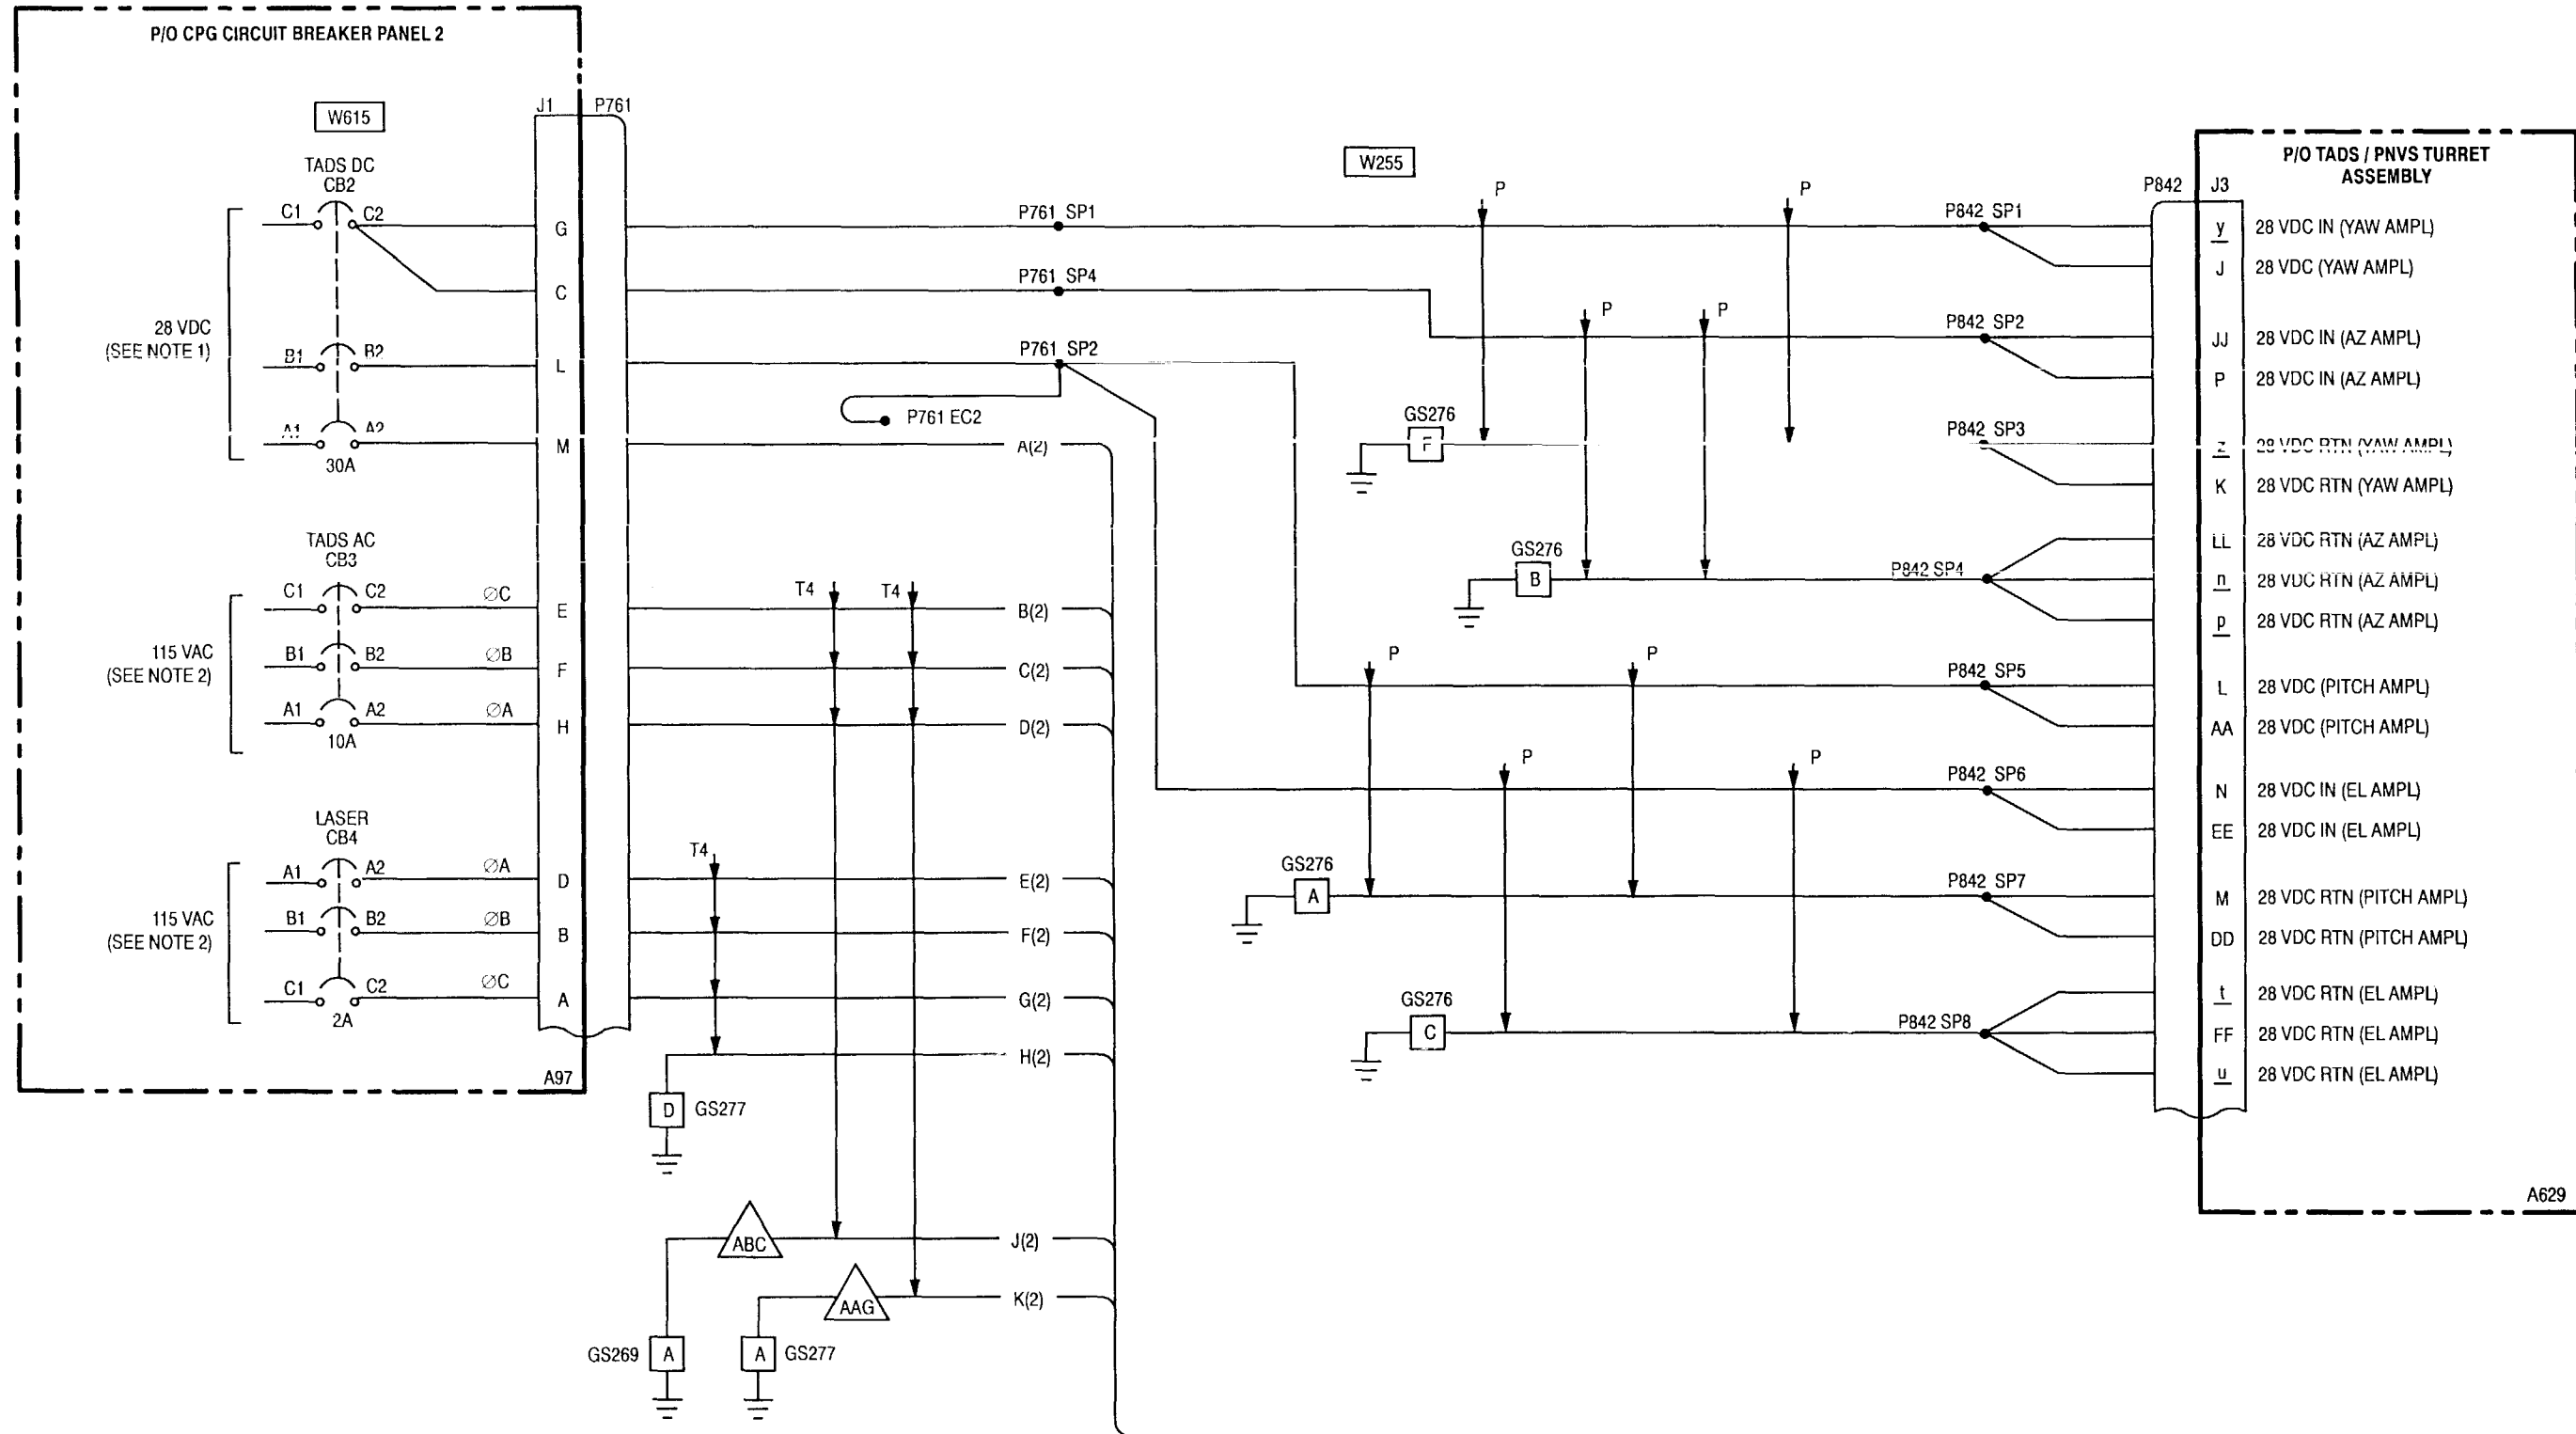 P/O CPG CIRCUIT BREAKER PANEL 2
W615
J1 P761
TADS DC
CB2
C1 C2
G
28 VDC
(SEE NOTE 1)
C
B1 B2
L
A1 A2
M
30A
TADS AC
CB3
C1 C2 ∅C
E
115 VAC
(SEE NOTE 2)
B1 B2 ∅B
F
A1 A2 ∅A
H
10A
LASER
CB4
A1 A2 ∅A
D
115 VAC
(SEE NOTE 2)
B1 B2 ∅B
B
C1 C2 ∅C
A
2A
A97
W255
P761 SP1
P761 SP4
P761 SP2
P761 EC2
A(2)
T4 T4
B(2)
C(2)
D(2)
T4
E(2)
F(2)
G(2)
H(2)
D GS277
ABC
J(2)
AAG
K(2)
GS269 A
A GS277
P P
P P
GS276
F
GS276
B
P P
P P
GS276
A
GS276
C
P842 SP1
P842 SP2
P842 SP3
P842 SP4
P842 SP5
P842 SP6
P842 SP7
P842 SP8
P/O TADS / PNVS TURRET
ASSEMBLY
P842 J3
y 28 VDC IN (YAW AMPL)
J 28 VDC (YAW AMPL)
JJ 28 VDC IN (AZ AMPL)
P 28 VDC IN (AZ AMPL)
z 28 VDC RTN (YAW AMPL)
K 28 VDC RTN (YAW AMPL)
LL 28 VDC RTN (AZ AMPL)
n 28 VDC RTN (AZ AMPL)
p 28 VDC RTN (AZ AMPL)
L 28 VDC (PITCH AMPL)
AA 28 VDC (PITCH AMPL)
N 28 VDC IN (EL AMPL)
EE 28 VDC IN (EL AMPL)
M 28 VDC RTN (PITCH AMPL)
DD 28 VDC RTN (PITCH AMPL)
t 28 VDC RTN (EL AMPL)
FF 28 VDC RTN (EL AMPL)
u 28 VDC RTN (EL AMPL)
A629